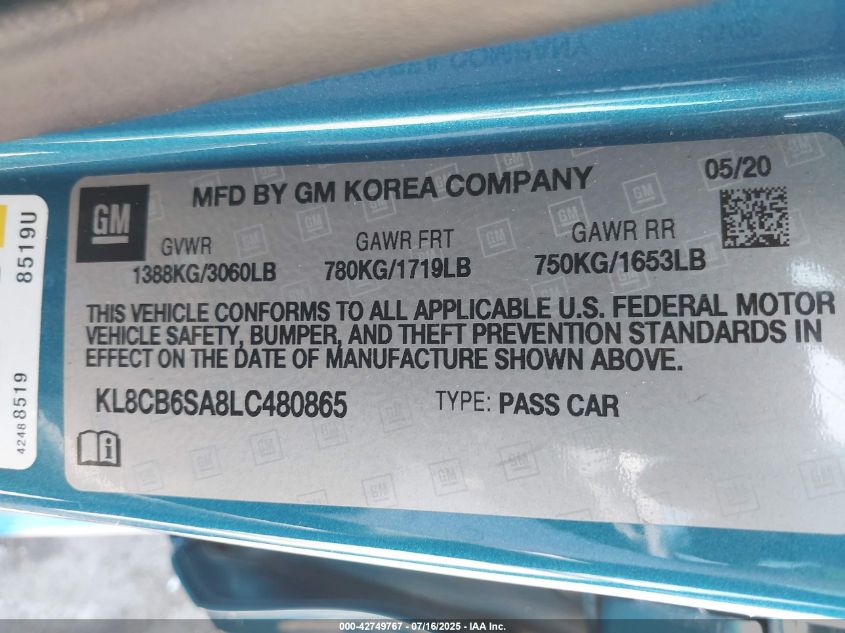 GM
MFD BY GM KOREA COMPANY
05/20
GVWR
1388KG/3060LB
GAWR FRT
780KG/1719LB
GAWR RR
750KG/1653LB
THIS VEHICLE CONFORMS TO ALL APPLICABLE U.S. FEDERAL MOTOR
VEHICLE SAFETY, BUMPER, AND THEFT PREVENTION STANDARDS IN
EFFECT ON THE DATE OF MANUFACTURE SHOWN ABOVE.
KL8CB6SA8LC480865
TYPE: PASS CAR
8519U
42488519
000-42749767 - 07/16/2025 - IAA Inc.